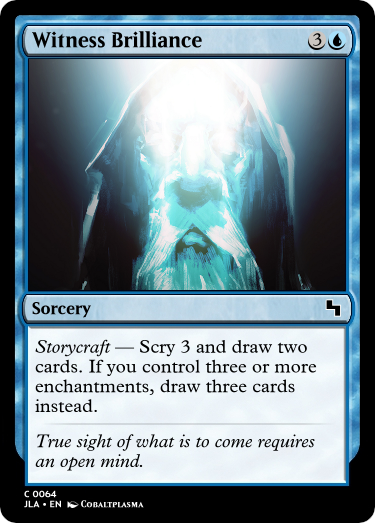 Witness Brilliance 3
Sorcery
Storycraft — Scry 3 and draw two
cards. If you control three or more
enchantments, draw three cards
instead.
True sight of what is to come requires
an open mind.
C 0064
JLA • EN Cobaltplasma